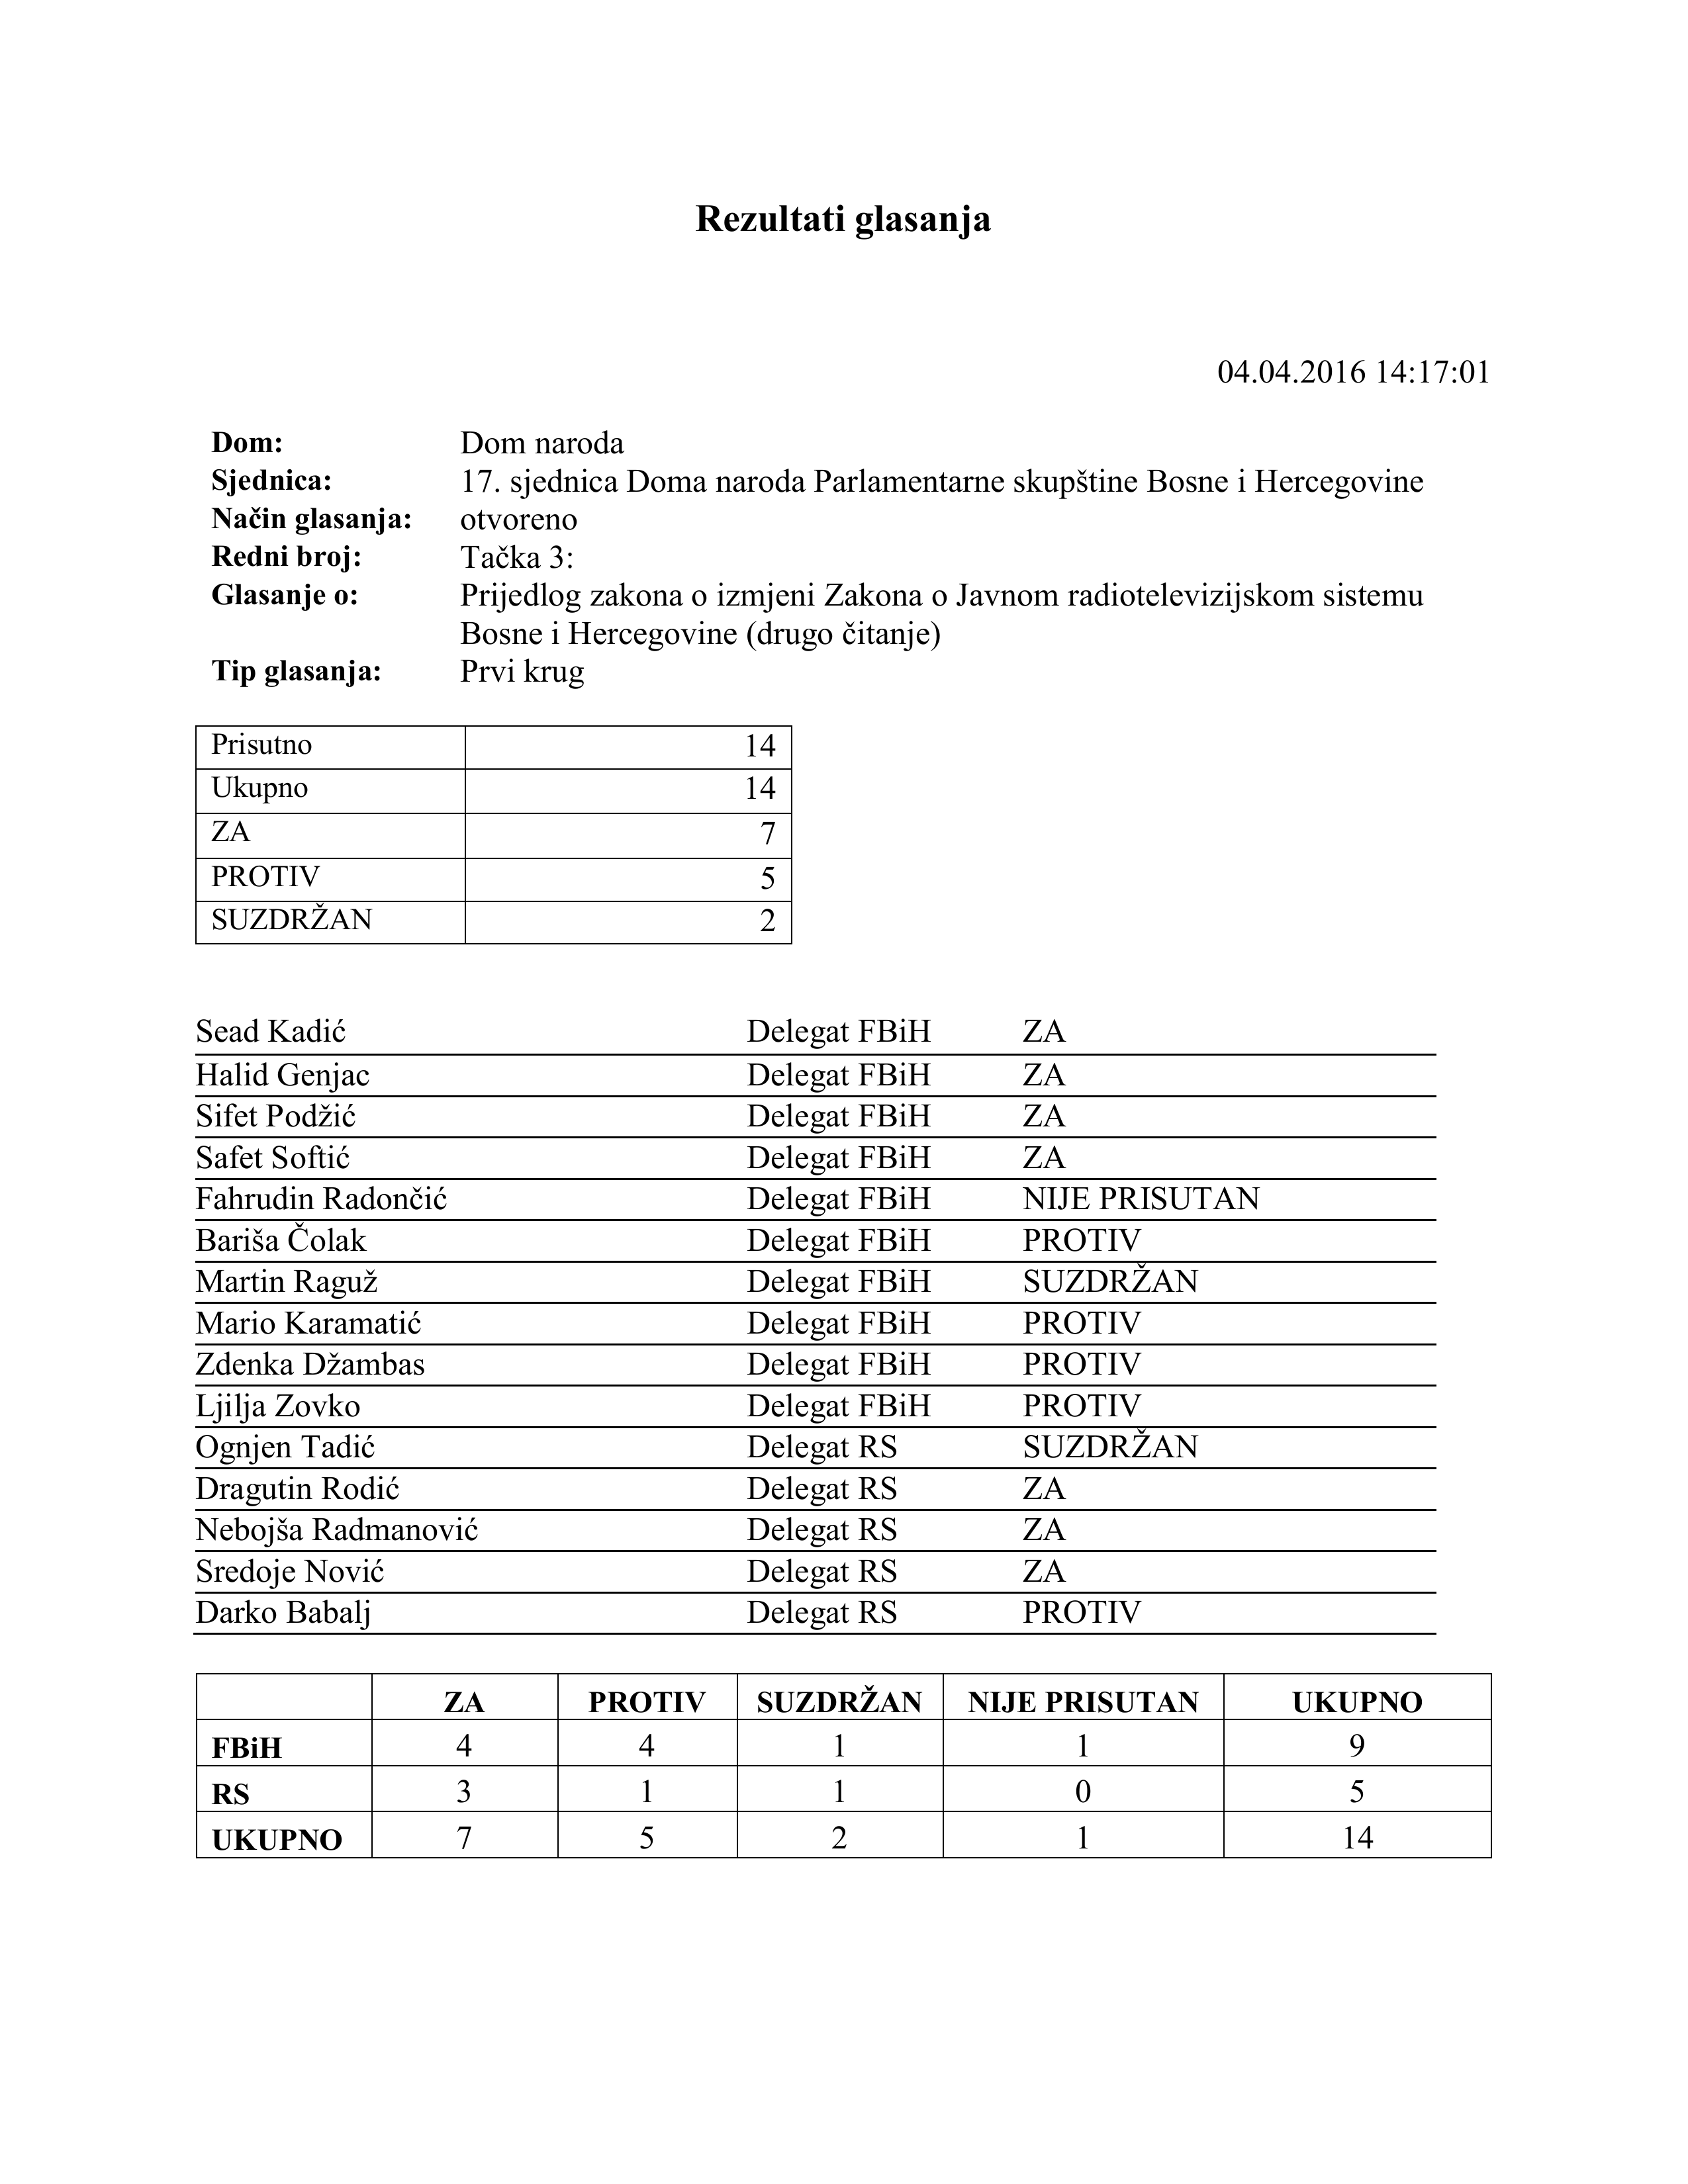 Rezultati glasanja
04.04.2016 14:17:01
Dom: Dom naroda
Sjednica: 17. sjednica Doma naroda Parlamentarne skupštine Bosne i Hercegovine
Način glasanja: otvoreno
Redni broj: Tačka 3:
Glasanje o: Prijedlog zakona o izmjeni Zakona o Javnom radiotelevizijskom sistemu
Bosne i Hercegovine (drugo čitanje)
Tip glasanja: Prvi krug
Prisutno 14
Ukupno 14
ZA 7
PROTIV 5
SUZDRŽAN 2
Sead Kadić Delegat FBiH ZA
Halid Genjac Delegat FBiH ZA
Sifet Podžić Delegat FBiH ZA
Safet Softić Delegat FBiH ZA
Fahrudin Radončić Delegat FBiH NIJE PRISUTAN
Bariša Čolak Delegat FBiH PROTIV
Martin Raguž Delegat FBiH SUZDRŽAN
Mario Karamatić Delegat FBiH PROTIV
Zdenka Džambas Delegat FBiH PROTIV
Ljilja Zovko Delegat FBiH PROTIV
Ognjen Tadić Delegat RS SUZDRŽAN
Dragutin Rodić Delegat RS ZA
Nebojša Radmanović Delegat RS ZA
Sredoje Nović Delegat RS ZA
Darko Babalj Delegat RS PROTIV
ZA PROTIV SUZDRŽAN NIJE PRISUTAN UKUPNO
FBiH 4 4 1 1 9
RS 3 1 1 0 5
UKUPNO 7 5 2 1 14